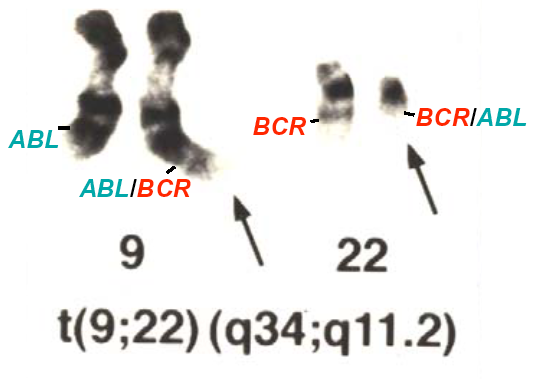 ABL
BCR
BCR/ABL
ABL/BCR
9
22
t(9;22) (q34;q11.2)